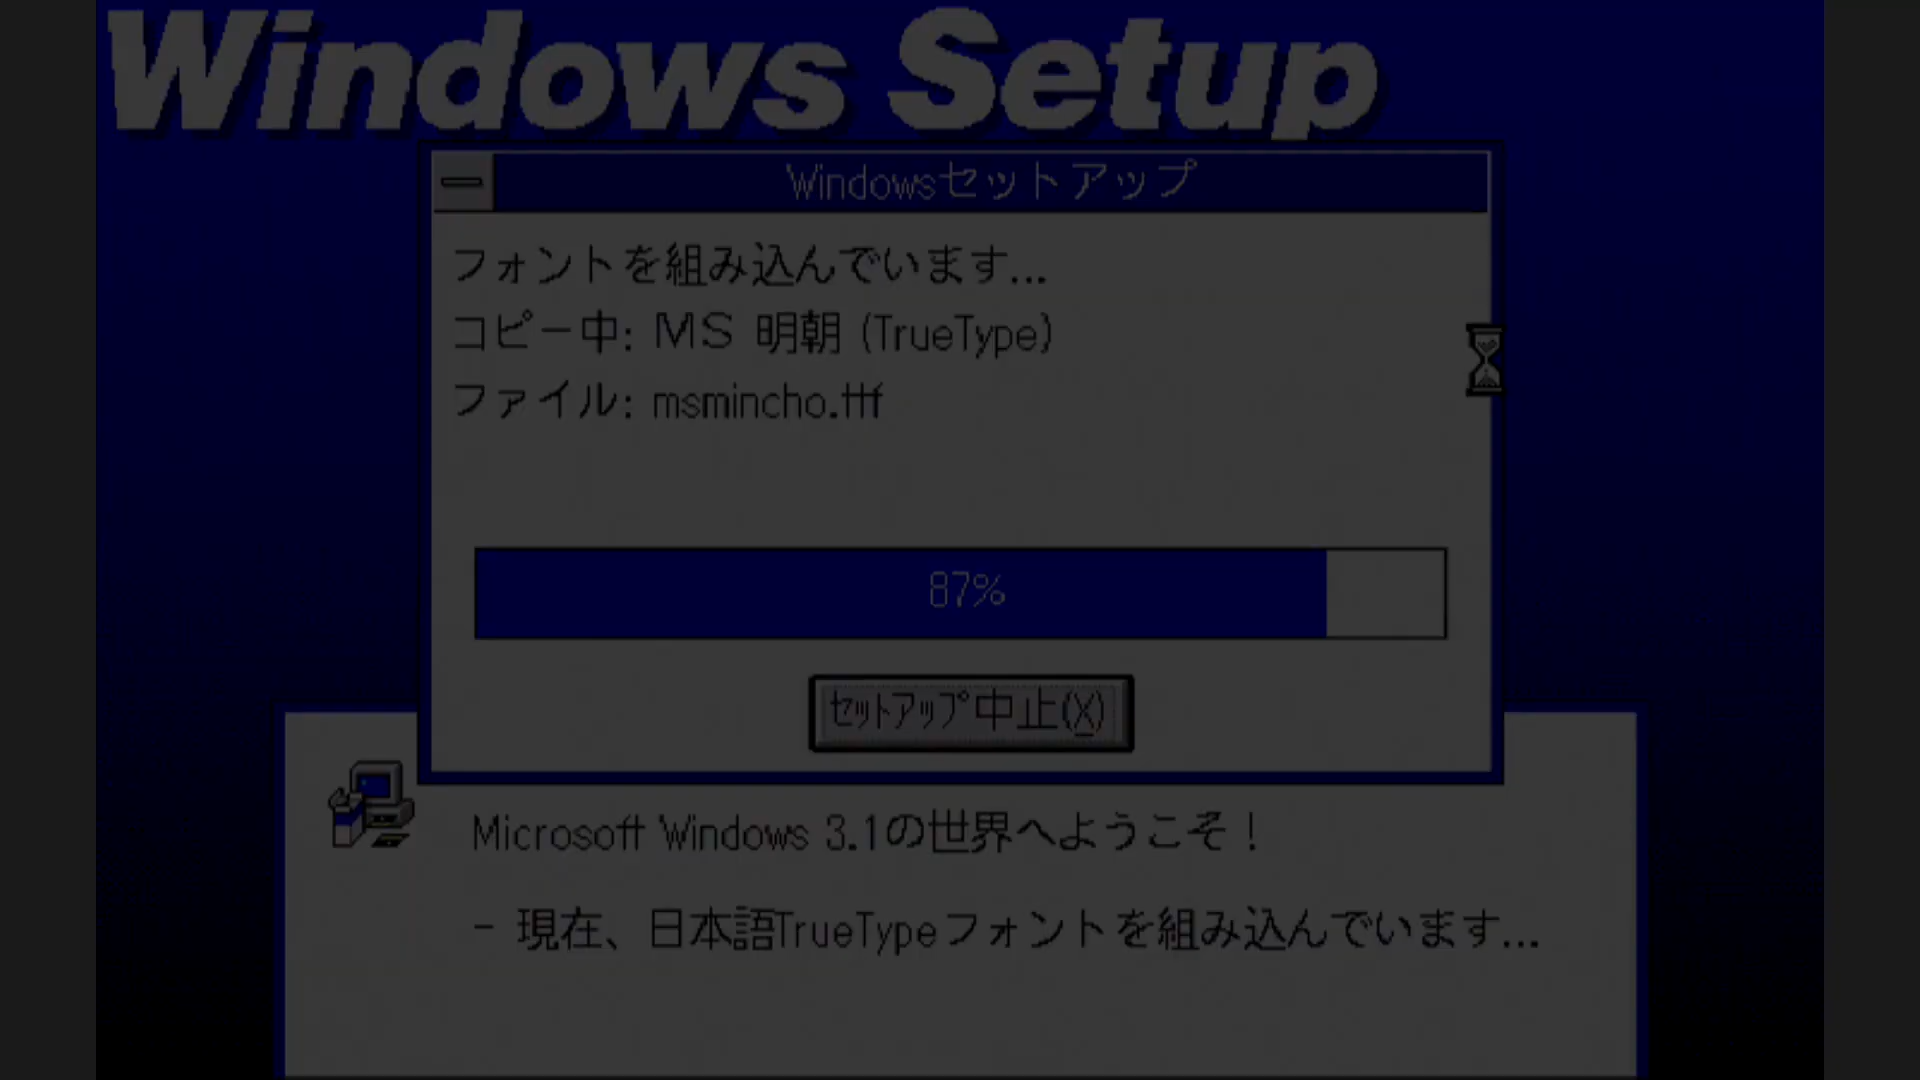 Windows Setup
Windowsセットアップ
フォントを組み込んでいます...
コピー中: ＭＳ 明朝 (TrueType)
ファイル: msmincho.ttf
87%
ｾｯﾄｱｯﾌﾟ中止(X)
Microsoft Windows 3.1の世界へようこそ！
- 現在、日本語TrueTypeフォントを組み込んでいます...